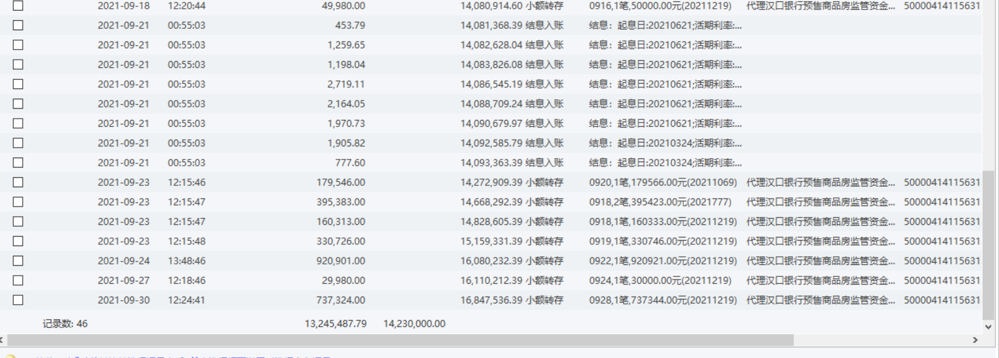 2021-09-18 12:20:44 49,980.00 14,080,914.60 小额转存 0916,1笔,50000.00元(20211219) 代理汉口银行预售商品房监管资金... 50000414115631
2021-09-21 00:55:03 453.79 14,081,368.39 结息入账 结息：起息日:20210621;活期利率:...
2021-09-21 00:55:03 1,259.65 14,082,628.04 结息入账 结息：起息日:20210621;活期利率:...
2021-09-21 00:55:03 1,198.04 14,083,826.08 结息入账 结息：起息日:20210621;活期利率:...
2021-09-21 00:55:03 2,719.11 14,086,545.19 结息入账 结息：起息日:20210621;活期利率:...
2021-09-21 00:55:03 2,164.05 14,088,709.24 结息入账 结息：起息日:20210621;活期利率:...
2021-09-21 00:55:03 1,970.73 14,090,679.97 结息入账 结息：起息日:20210621;活期利率:...
2021-09-21 00:55:03 1,905.82 14,092,585.79 结息入账 结息：起息日:20210324;活期利率:...
2021-09-21 00:55:03 777.60 14,093,363.39 结息入账 结息：起息日:20210324;活期利率:...
2021-09-23 12:15:46 179,546.00 14,272,909.39 小额转存 0920,1笔,179566.00元(20211069) 代理汉口银行预售商品房监管资金... 50000414115631
2021-09-23 12:15:47 395,383.00 14,668,292.39 小额转存 0918,2笔,395423.00元(2021777) 代理汉口银行预售商品房监管资金... 50000414115631
2021-09-23 12:15:47 160,313.00 14,828,605.39 小额转存 0918,1笔,160333.00元(20211219) 代理汉口银行预售商品房监管资金... 50000414115631
2021-09-23 12:15:48 330,726.00 15,159,331.39 小额转存 0919,1笔,330746.00元(20211219) 代理汉口银行预售商品房监管资金... 50000414115631
2021-09-24 13:48:46 920,901.00 16,080,232.39 小额转存 0922,1笔,920921.00元(20211219) 代理汉口银行预售商品房监管资金... 50000414115631
2021-09-27 12:18:46 29,980.00 16,110,212.39 小额转存 0924,1笔,30000.00元(20211219) 代理汉口银行预售商品房监管资金... 50000414115631
2021-09-30 12:24:41 737,324.00 16,847,536.39 小额转存 0928,1笔,737344.00元(20211219) 代理汉口银行预售商品房监管资金... 50000414115631
记录数: 46 13,245,487.79 14,230,000.00